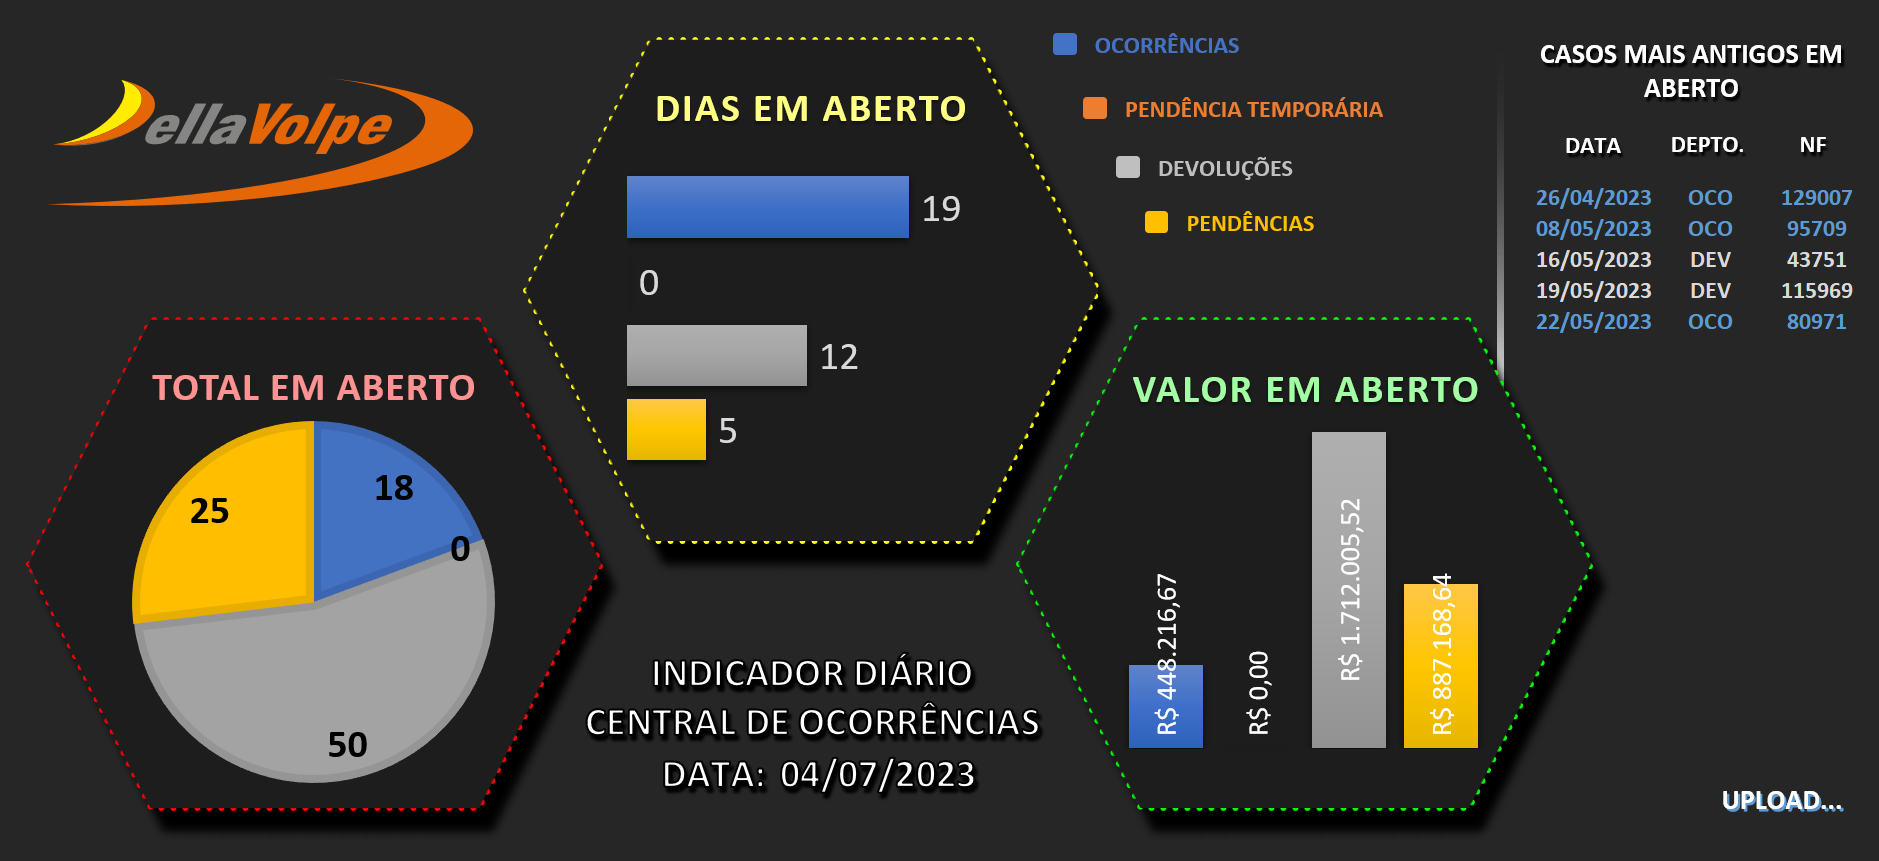 DellaVolpe
DIAS EM ABERTO
19
0
12
5
OCORRÊNCIAS
PENDÊNCIA TEMPORÁRIA
DEVOLUÇÕES
PENDÊNCIAS
CASOS MAIS ANTIGOS EM
ABERTO
DATA DEPTO. NF
26/04/2023 OCO 129007
08/05/2023 OCO 95709
16/05/2023 DEV 43751
19/05/2023 DEV 115969
22/05/2023 OCO 80971
TOTAL EM ABERTO
25
18
0
50
VALOR EM ABERTO
R$ 448.216,67
R$ 0,00
R$ 1.712.005,52
R$ 887.168,64
INDICADOR DIÁRIO
CENTRAL DE OCORRÊNCIAS
DATA: 04/07/2023
UPLOAD...